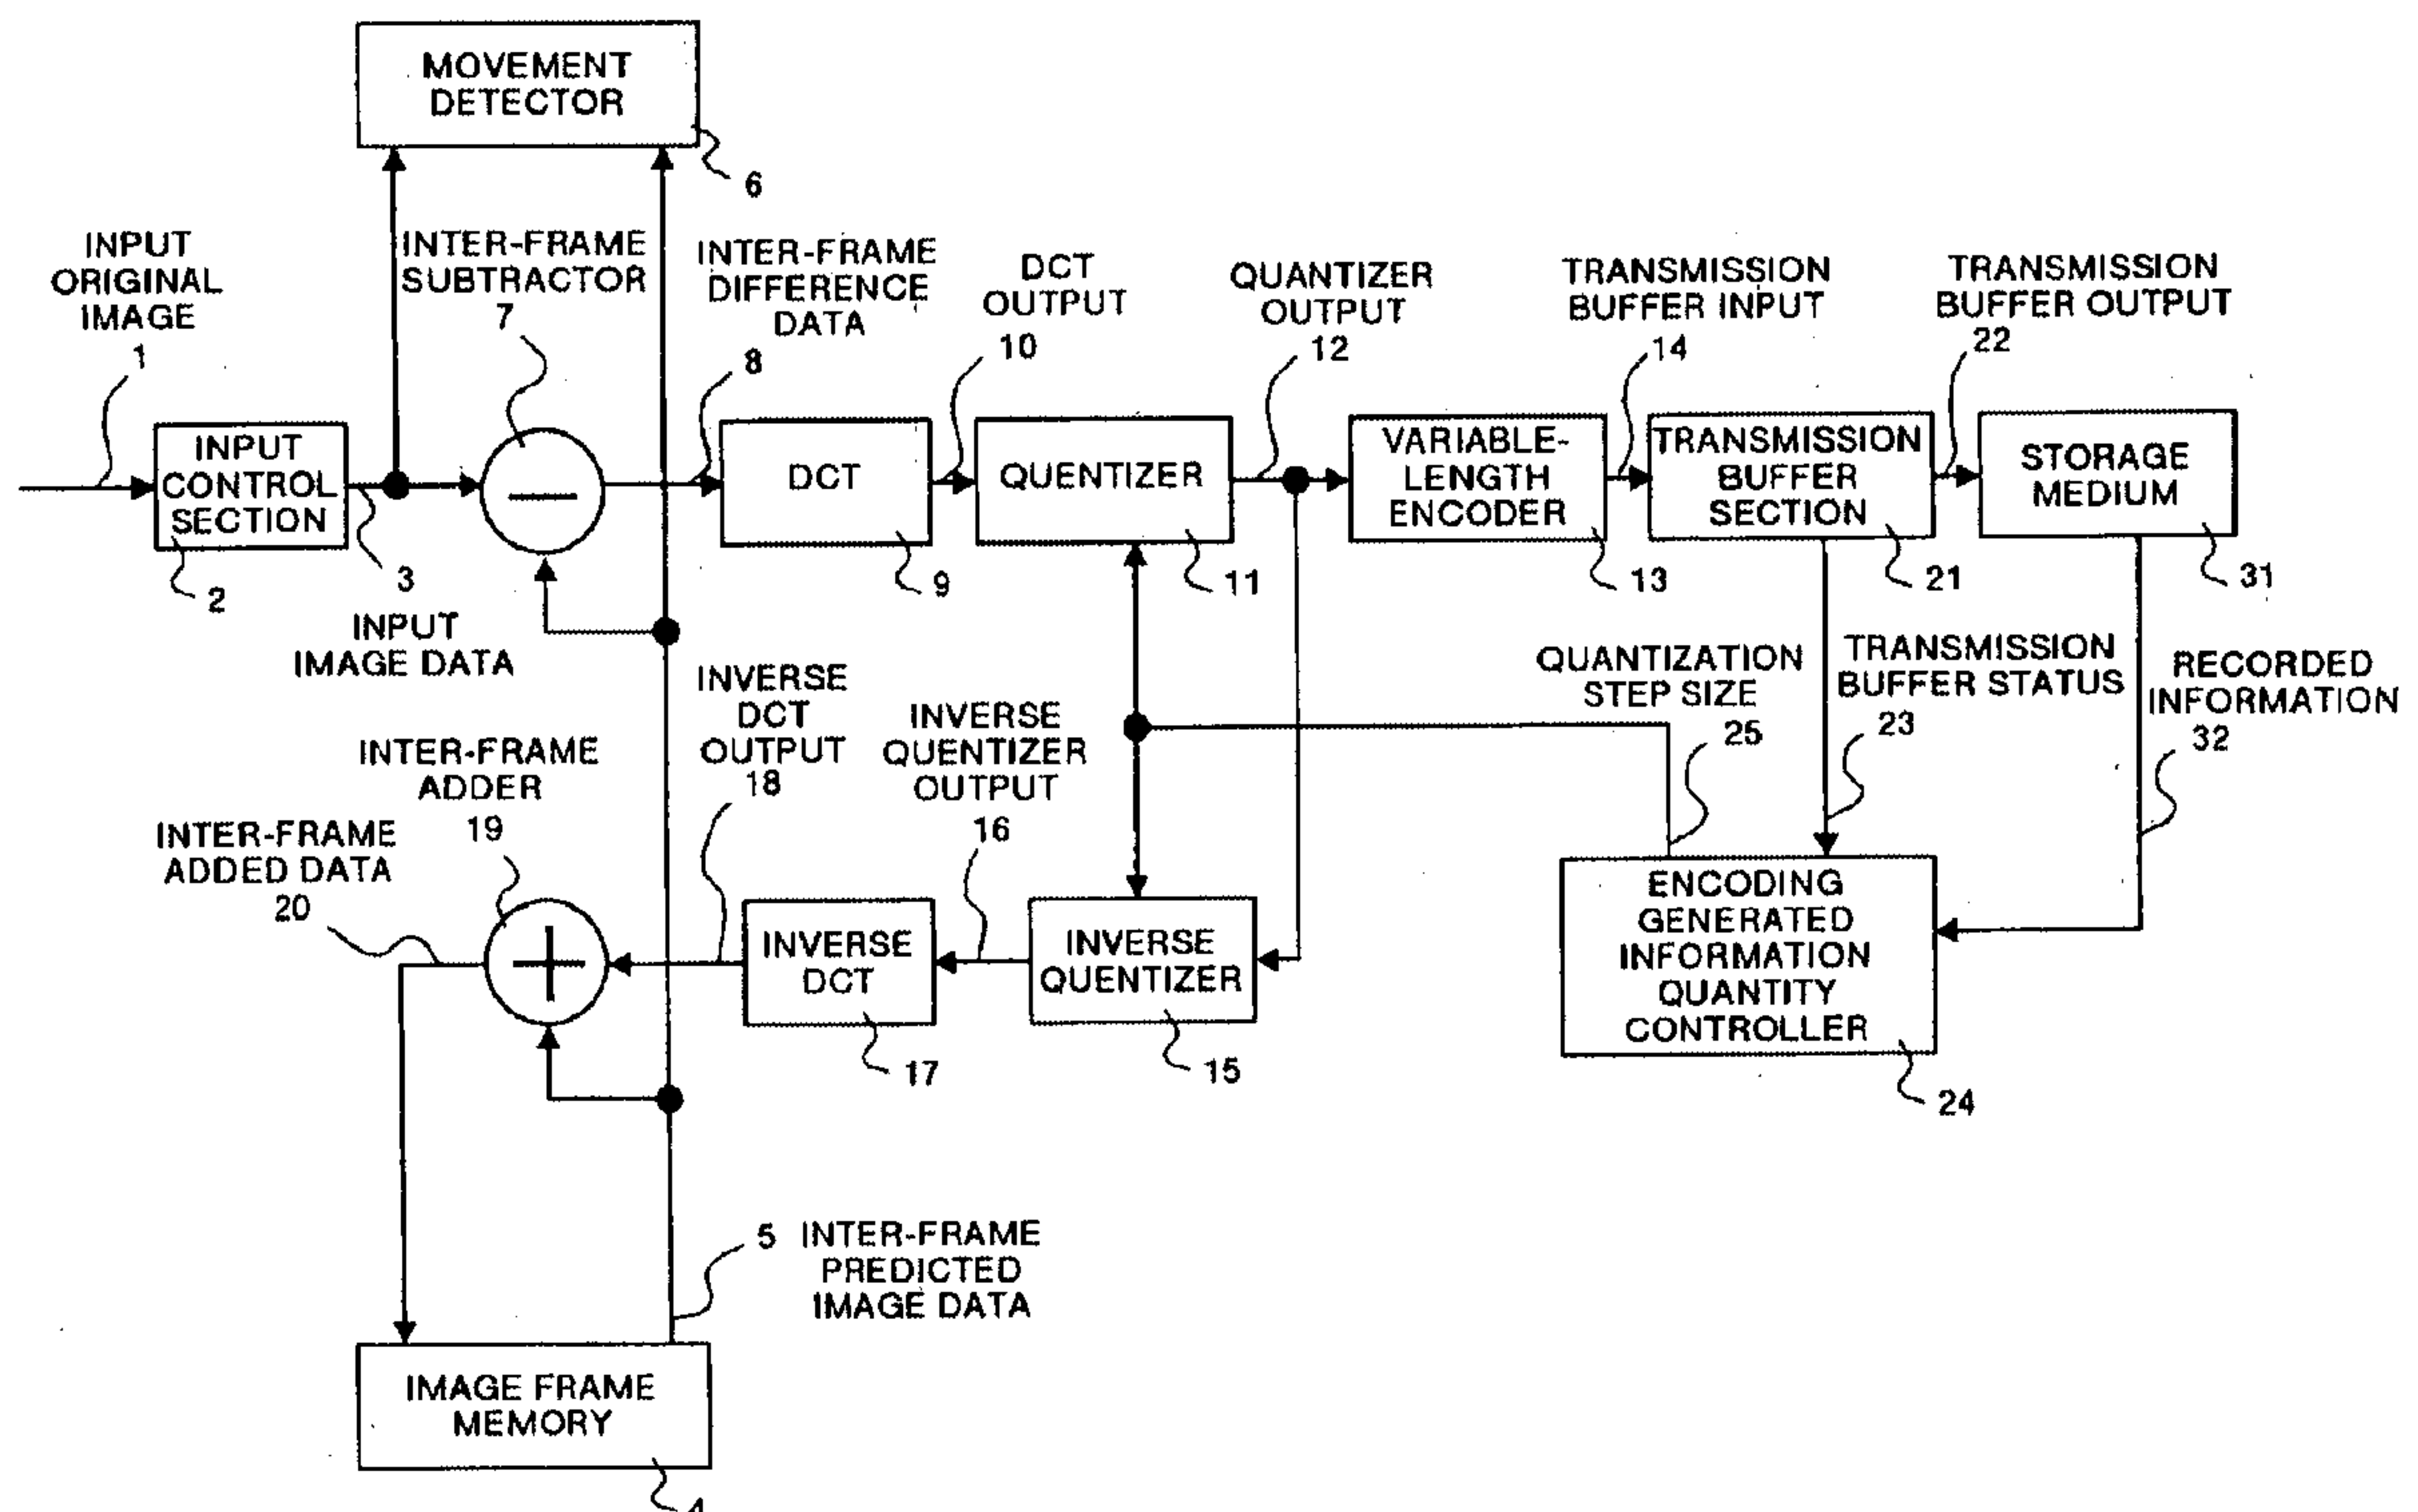 MOVEMENT
DETECTOR
6
INPUT
ORIGINAL
IMAGE
1
INTER-FRAME
SUBTRACTOR
7
INTER-FRAME
DIFFERENCE
DATA
8
DCT
OUTPUT
10
QUANTIZER
OUTPUT
12
TRANSMISSION
BUFFER INPUT
14
TRANSMISSION
BUFFER OUTPUT
22
INPUT
CONTROL
SECTION
2
3
INPUT
IMAGE DATA
DCT
9
QUENTIZER
11
VARIABLE-
LENGTH
ENCODER
13
TRANSMISSION
BUFFER
SECTION
21
STORAGE
MEDIUM
31
QUANTIZATION
STEP SIZE
25
TRANSMISSION
BUFFER STATUS
23
RECORDED
INFORMATION
32
INTER-FRAME
ADDED DATA
20
INTER-FRAME
ADDER
19
INVERSE
DCT
OUTPUT
18
INVERSE
QUENTIZER
OUTPUT
16
INVERSE
DCT
17
INVERSE
QUENTIZER
15
ENCODING
GENERATED
INFORMATION
QUANTITY
CONTROLLER
24
5 INTER-FRAME
PREDICTED
IMAGE DATA
IMAGE FRAME
MEMORY
4